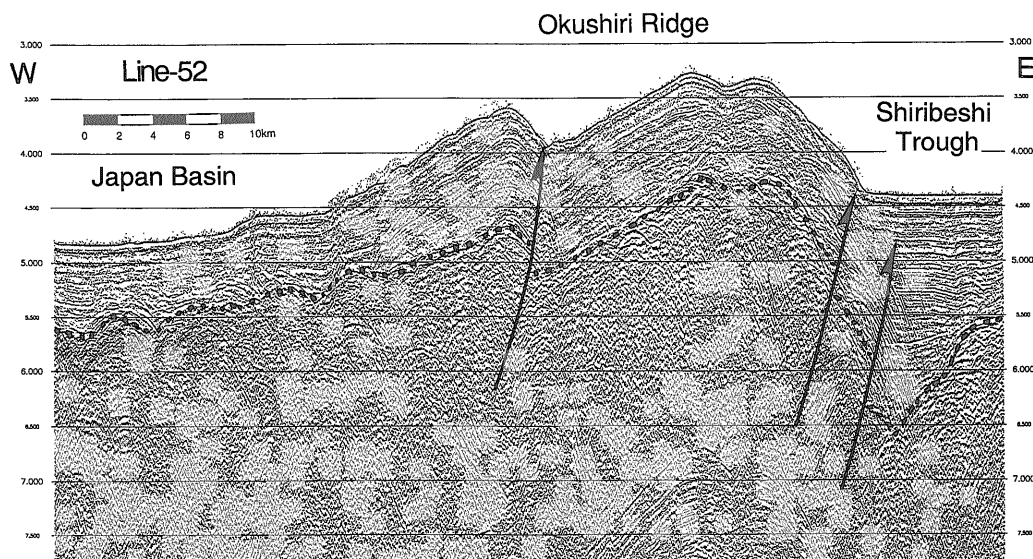 Okushiri Ridge
3.000 3.000
W Line-52 E
3.500 3.500
0 2 4 6 8 10km
Shiribeshi
Trough
4.000 4.000
Japan Basin
4.500 4.500
5.000 5.000
5.500 5.500
6.000 6.000
6.500 6.500
7.000 7.000
7.500 7.500